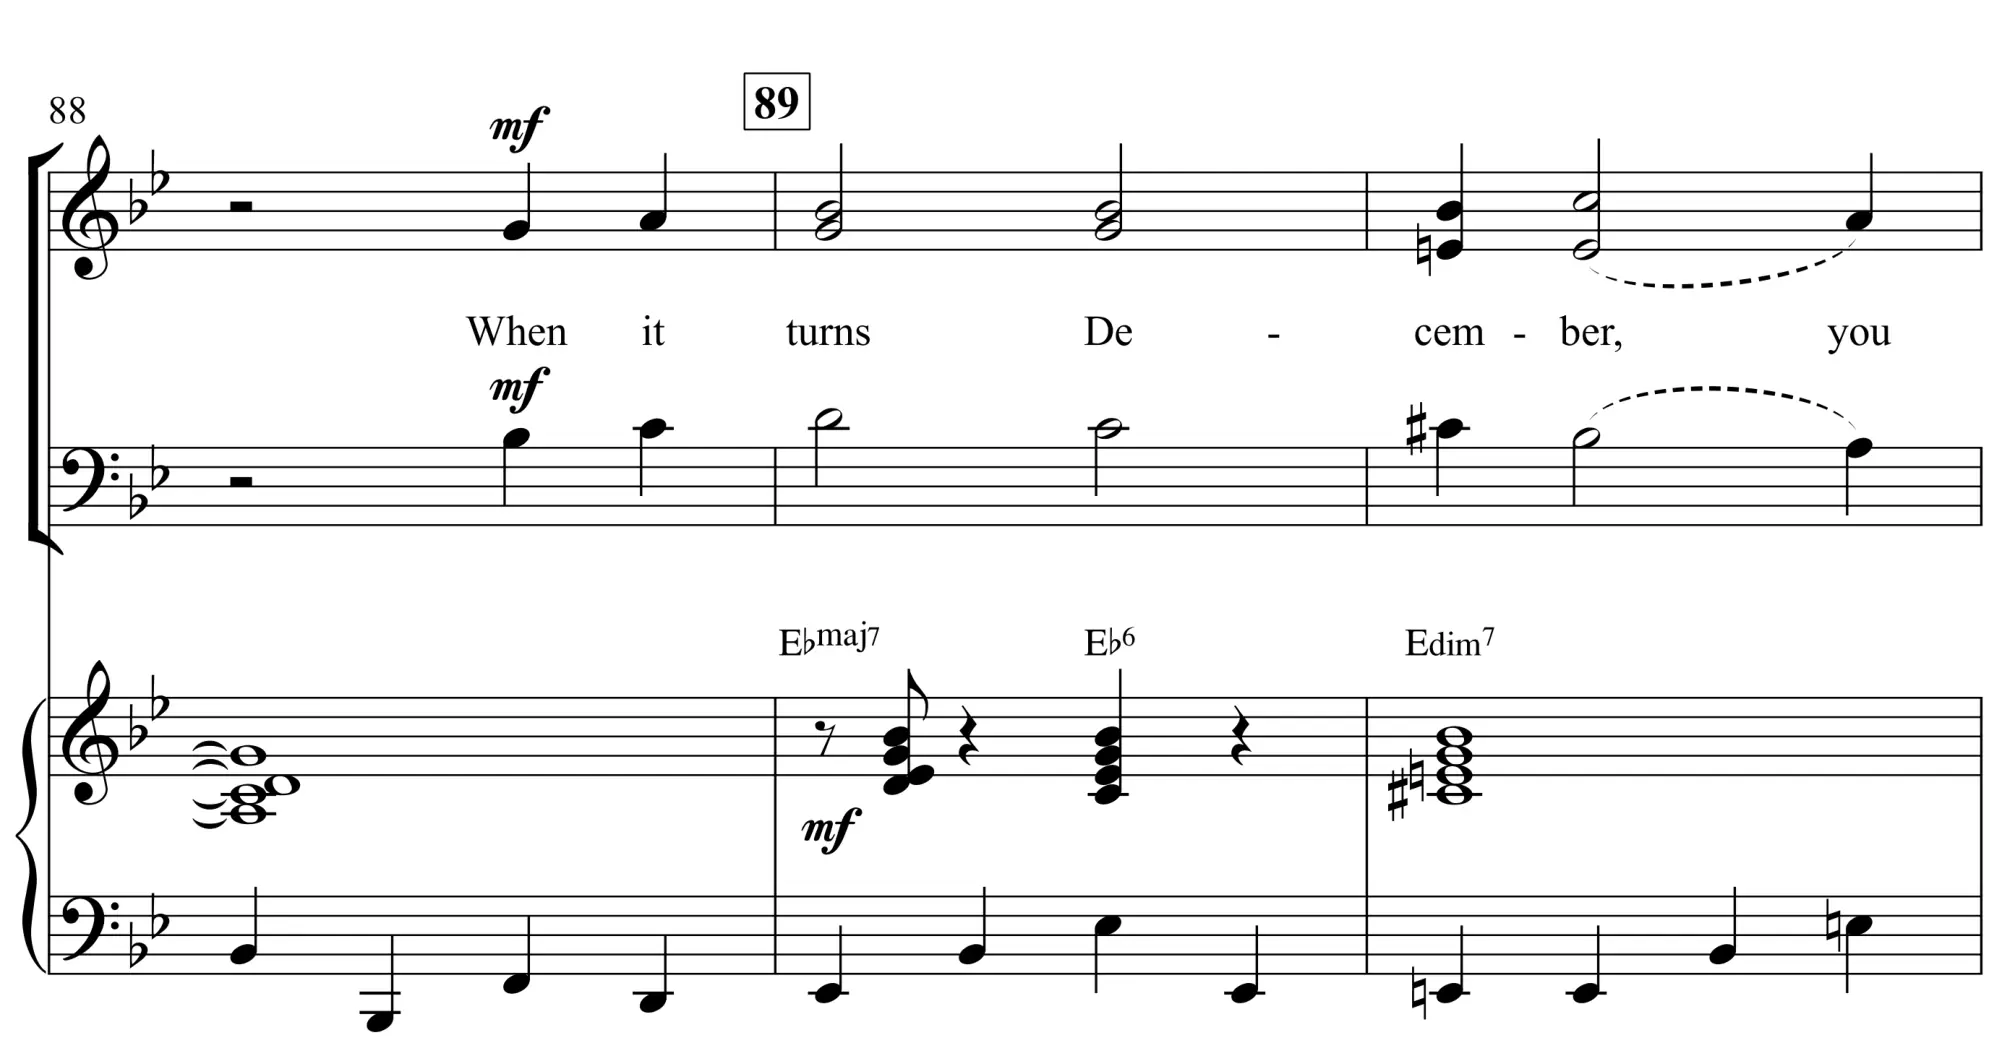 88
mf
89
When it turns De - cem - ber, you
mf
E♭maj7 E♭6 Edim7
mf